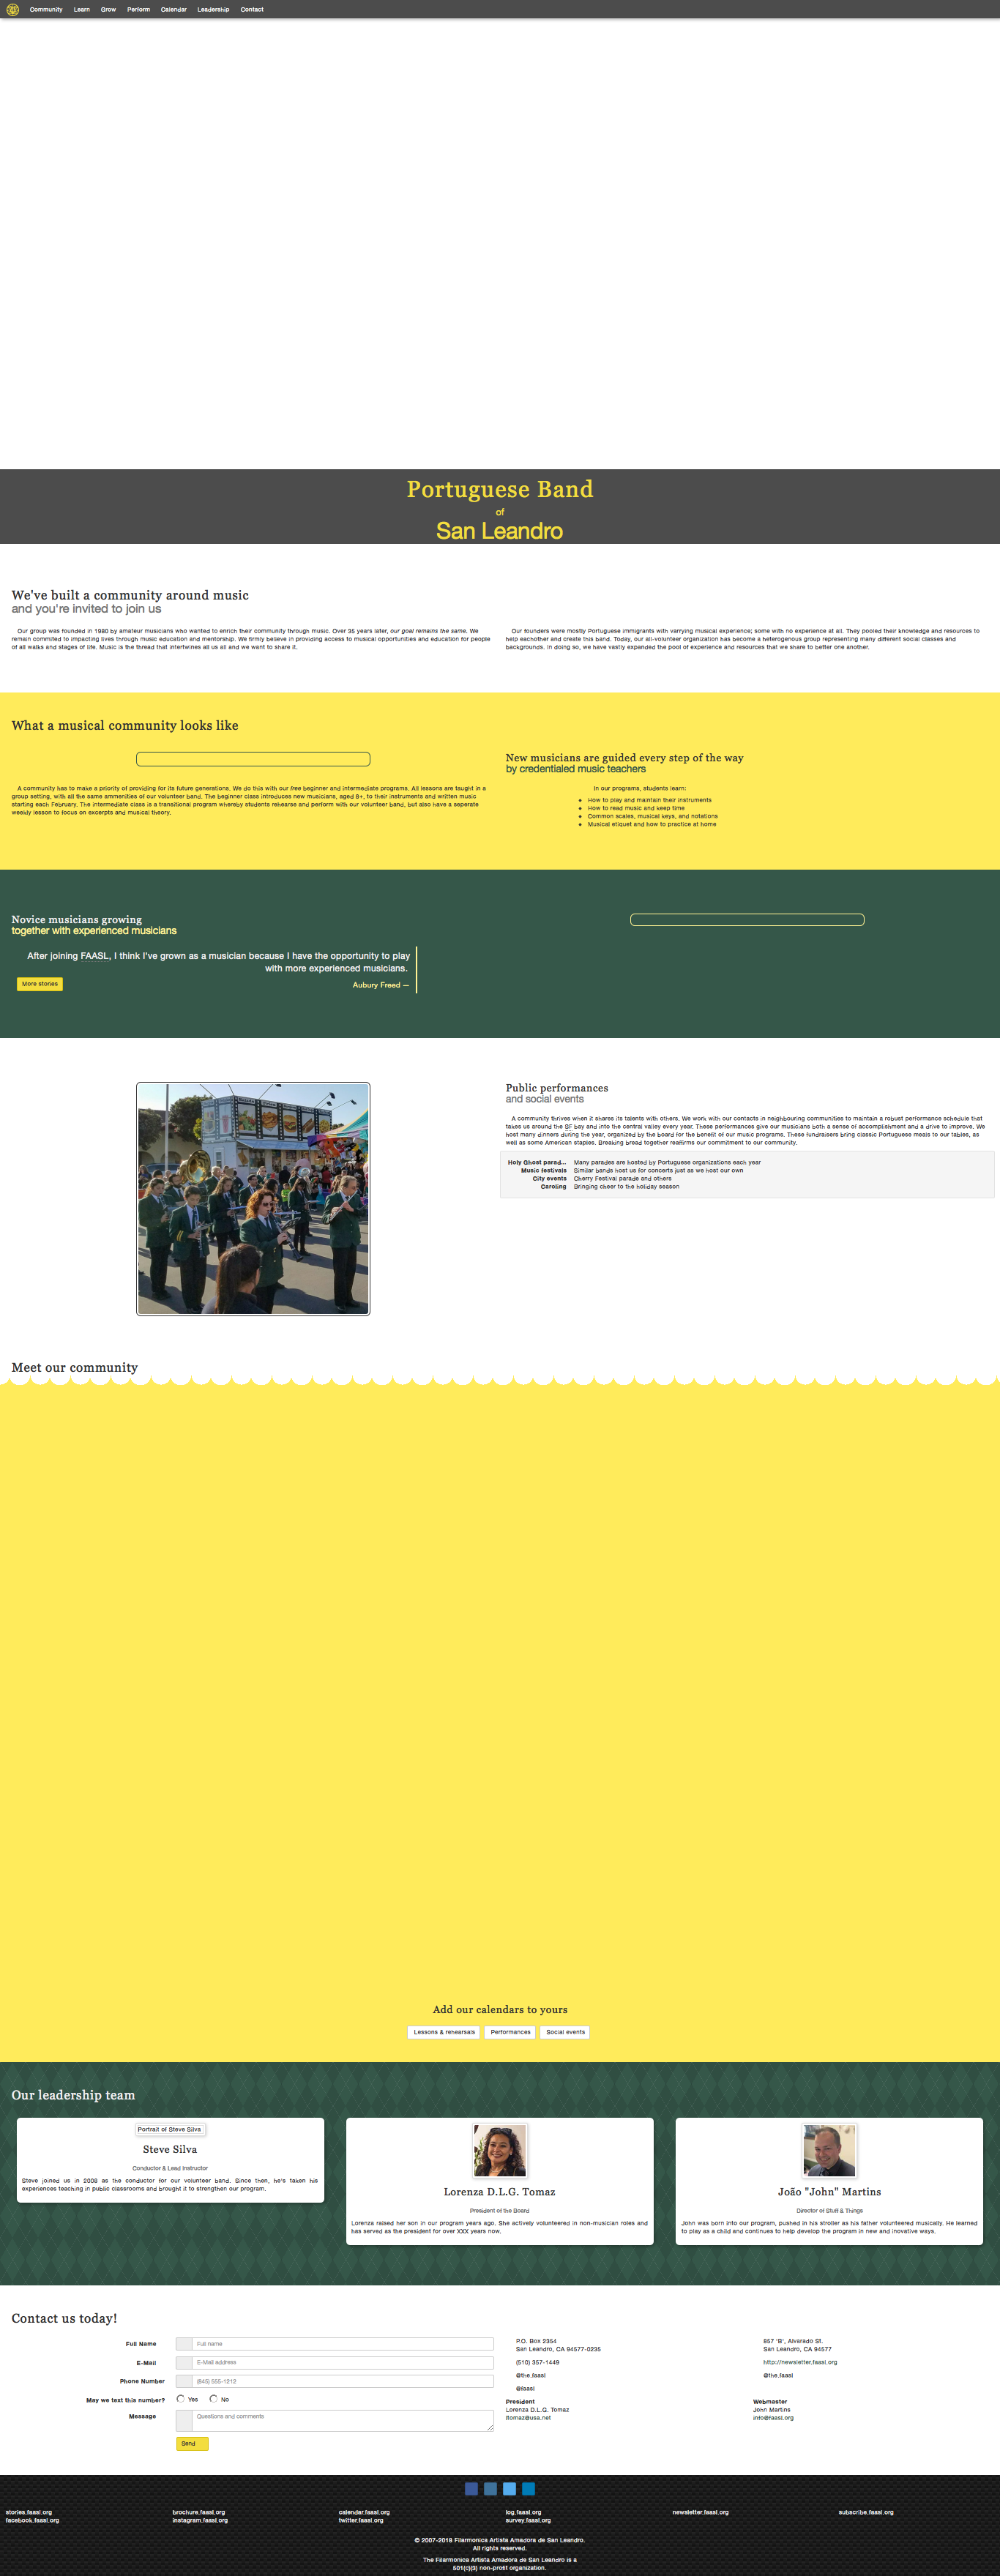 Community Learn Grow Perform Calendar Leadership Contact
Portuguese Band
of
San Leandro
We've built a community around music
and you're invited to join us
Our group was founded in 1980 by amateur musicians who wanted to enrich their community through music. Over 35 years later, our goal remains the same. We
remain commited to impacting lives through music education and mentorship. We firmly believe in providing access to musical opportunities and education for people
of all walks and stages of life. Music is the thread that intertwines all us all and we want to share it.
Our founders were mostly Portuguese immigrants with varrying musical experience; some with no experience at all. They pooled their knowledge and resources to
help eachother and create this band. Today, our all-volunteer organization has become a heterogenous group representing many different social classes and
backgrounds. In doing so, we have vastly expanded the pool of experience and resources that we share to better one another.
What a musical community looks like
A community has to make a priority of providing for its future generations. We do this with our free beginner and intermediate programs. All lessons are taught in a
group setting, with all the same ammenities of our volunteer band. The beginner class introduces new musicians, aged 8+, to their instruments and written music
starting each February. The intermediate class is a transitional program whereby students rehearse and perform with our volunteer band, but also have a seperate
weekly lesson to focus on excerpts and musical theory.
New musicians are guided every step of the way
by credentialed music teachers
In our programs, students learn:
How to play and maintain their instruments
How to read music and keep time
Common scales, musical keys, and notations
Musical etiquet and how to practice at home
Novice musicians growing
together with experienced musicians
After joining FAASL, I think I've grown as a musician because I have the opportunity to play
with more experienced musicians.
Aubury Freed —
More stories
Public performances
and social events
A community thrives when it shares its talents with others. We work with our contacts in neighbouring communities to maintain a robust performance schedule that
takes us around the SF bay and into the central valley every year. These performances give our musicians both a sense of accomplishment and a drive to improve. We
host many dinners during the year, organized by the board for the benefit of our music programs. These fundraisers bring classic Portuguese meals to our tables, as
well as some American staples. Breaking bread together reafirms our commitment to our community.
Holy Ghost parad... Many parades are hosted by Portuguese organizations each year
Music festivals Similar bands host us for concerts just as we host our own
City events Cherry Festival parade and others
Caroling Bringing cheer to the holiday season
Meet our community
Add our calendars to yours
Lessons & rehearsals Performances Social events
Our leadership team
Portrait of Steve Silva
Steve Silva
Conductor & Lead Instructor
Steve joined us in 2008 as the conductor for our volunteer band. Since then, he's taken his
experiences teaching in public classrooms and brought it to strengthen our program.
Lorenza D.L.G. Tomaz
President of the Board
Lorenza raised her son in our program years ago. She actively volunteered in non-musician roles and
has served as the president for over XXX years now.
João "John" Martins
Director of Stuff & Things
John was born into our program, pushed in his stroller as his father volunteered musically. He learned
to play as a child and continues to help develop the program in new and inovative ways.
Contact us today!
Full Name Full name
E-Mail E-Mail address
Phone Number (645) 555-1212
May we text this number? Yes No
Message Questions and comments
Send
P.O. Box 2354
San Leandro, CA 94577-0235
(510) 357-1449
@the.faasl
@faasl
President
Lorenza D.L.G. Tomaz
ltomaz@usa.net
857 'B', Alvarado St.
San Leandro, CA 94577
http://newsletter.faasl.org
@the.faasl
Webmaster
John Martins
info@faasl.org
stories.faasl.org brochure.faasl.org calendar.faasl.org log.faasl.org newsletter.faasl.org subscribe.faasl.org
facebook.faasl.org instagram.faasl.org twitter.faasl.org survey.faasl.org
© 2007-2018 Filarmonica Artista Amadora de San Leandro.
All rights reserved.
The Filarmonica Artista Amadora de San Leandro is a
501(c)(3) non-profit organization.